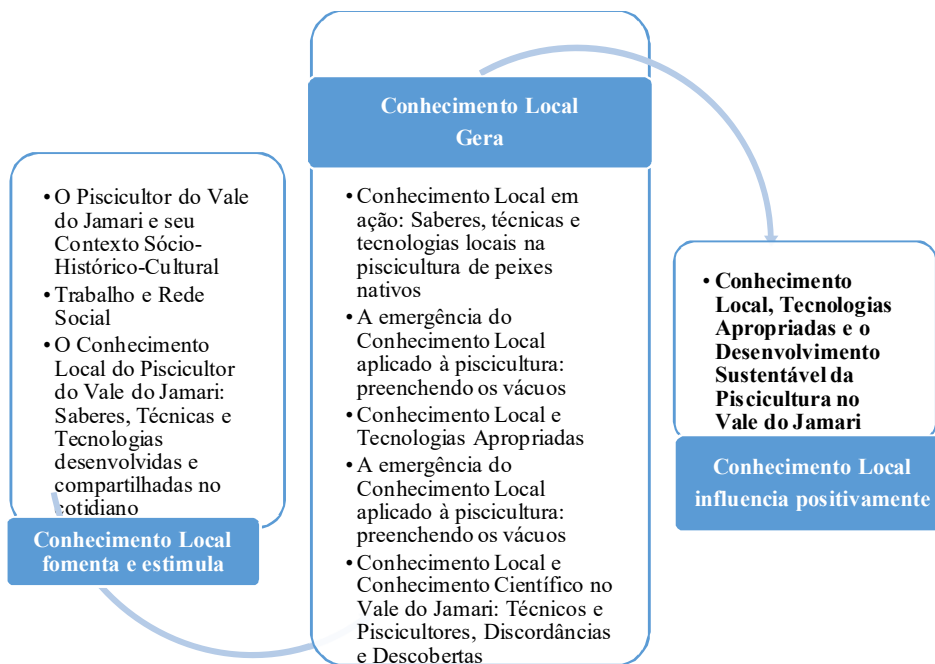 • O Piscicultor do Vale
do Jamari e seu
Contexto Sócio-
Histórico-Cultural
• Trabalho e Rede
Social
• O Conhecimento
Local do Piscicultor
do Vale do Jamari:
Saberes, Técnicas e
Tecnologias
desenvolvidas e
compartilhadas no
cotidiano
Conhecimento Local
fomenta e estimula
Conhecimento Local
Gera
• Conhecimento Local em
ação: Saberes, técnicas e
tecnologias locais na
piscicultura de peixes
nativos
• A emergência do
Conhecimento Local
aplicado à piscicultura:
preenchendo os vácuos
• Conhecimento Local e
Tecnologias Apropriadas
• A emergência do
Conhecimento Local
aplicado à piscicultura:
preenchendo os vácuos
• Conhecimento Local e
Conhecimento Científico no
Vale do Jamari: Técnicos e
Piscicultores, Discordâncias
e Descobertas
• Conhecimento
Local, Tecnologias
Apropriadas e o
Desenvolvimento
Sustentável da
Piscicultura no
Vale do Jamari
Conhecimento Local
influencia positivamente